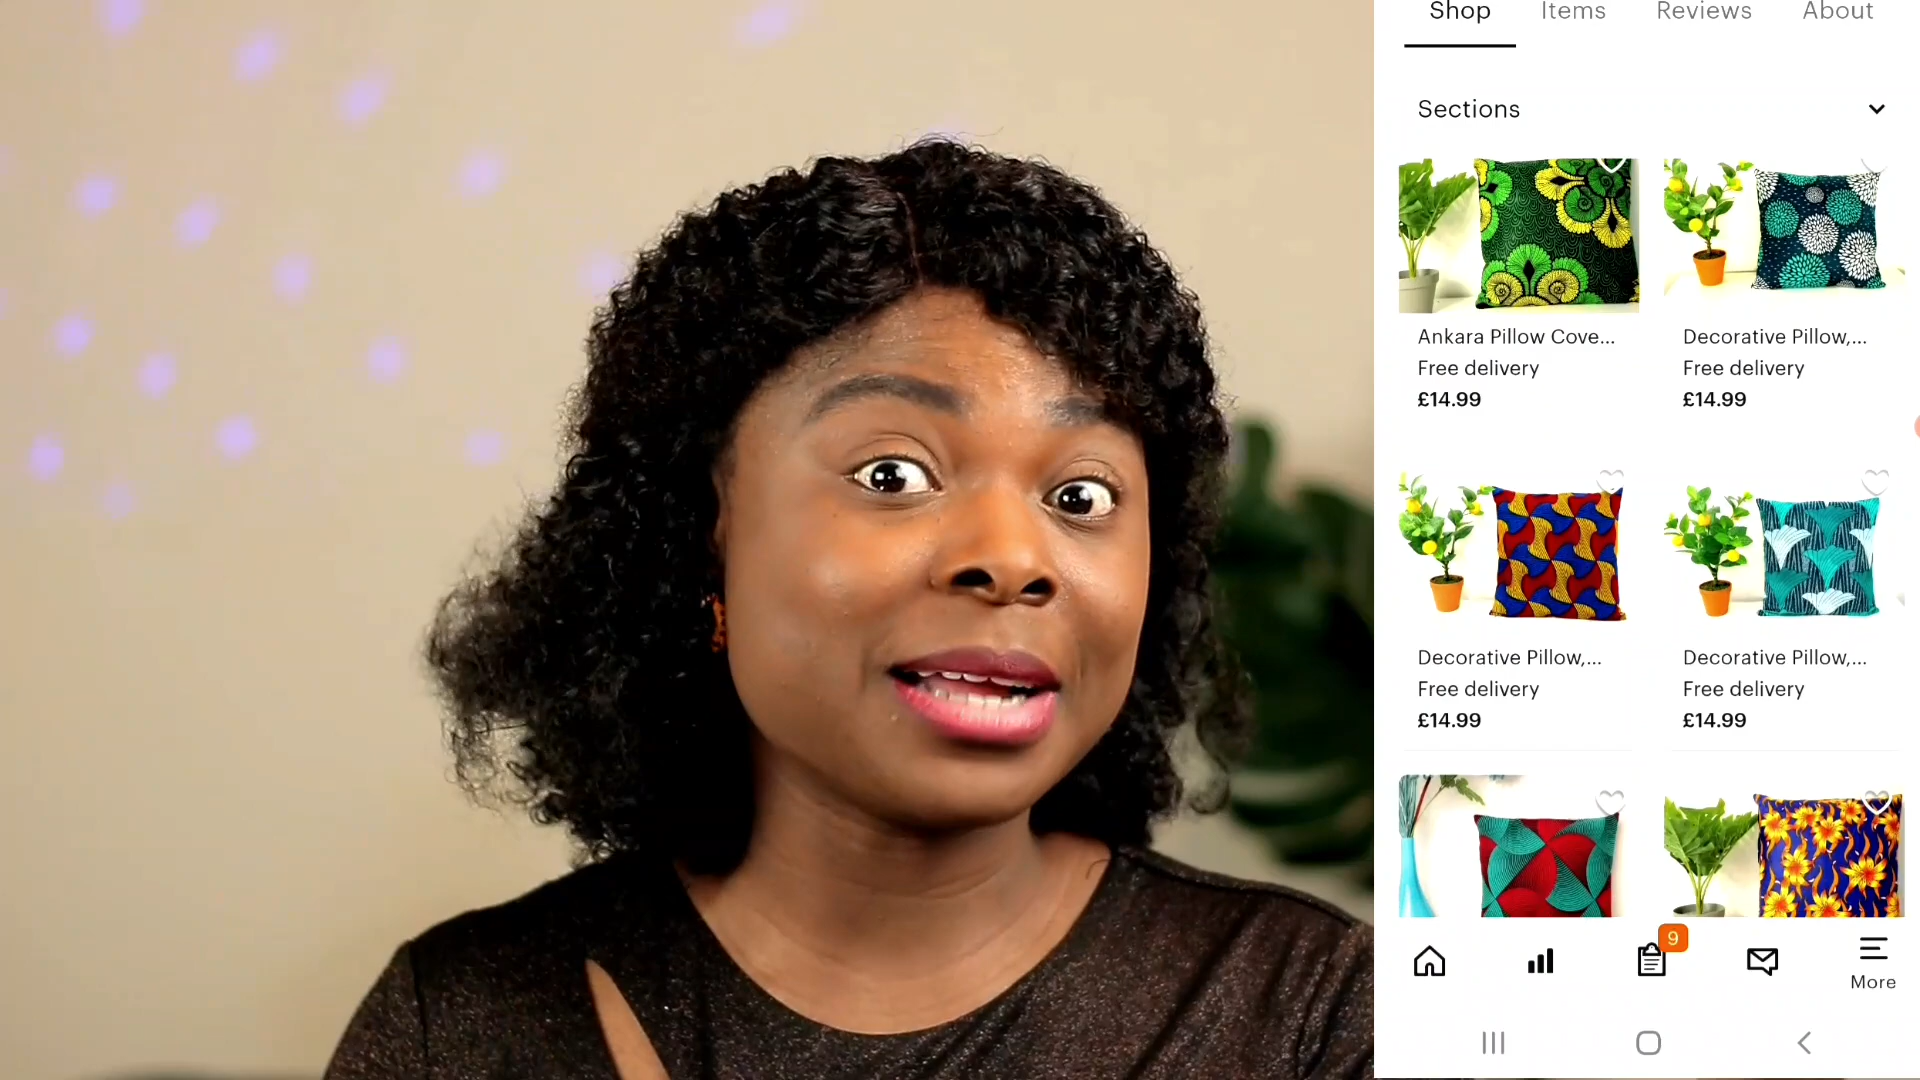 Shop Items Reviews About
Sections
Ankara Pillow Cove... Decorative Pillow,...
Free delivery Free delivery
£14.99 £14.99
Decorative Pillow,... Decorative Pillow,...
Free delivery Free delivery
£14.99 £14.99
9
More